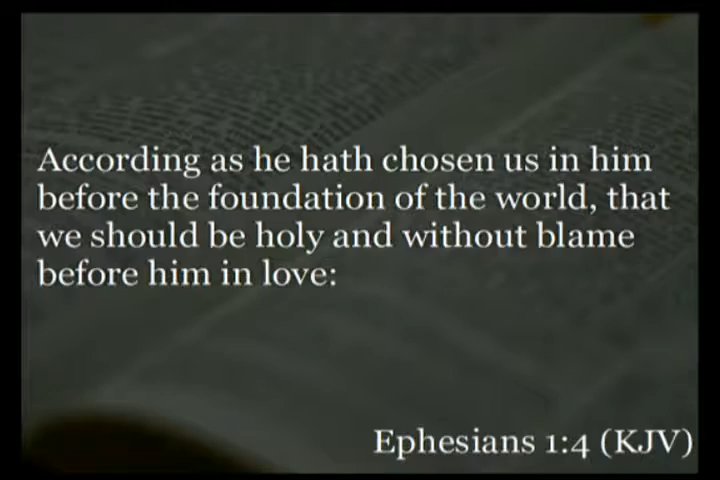 According as he hath chosen us in him
before the foundation of the world, that
we should be holy and without blame
before him in love:
Ephesians 1:4 (KJV)